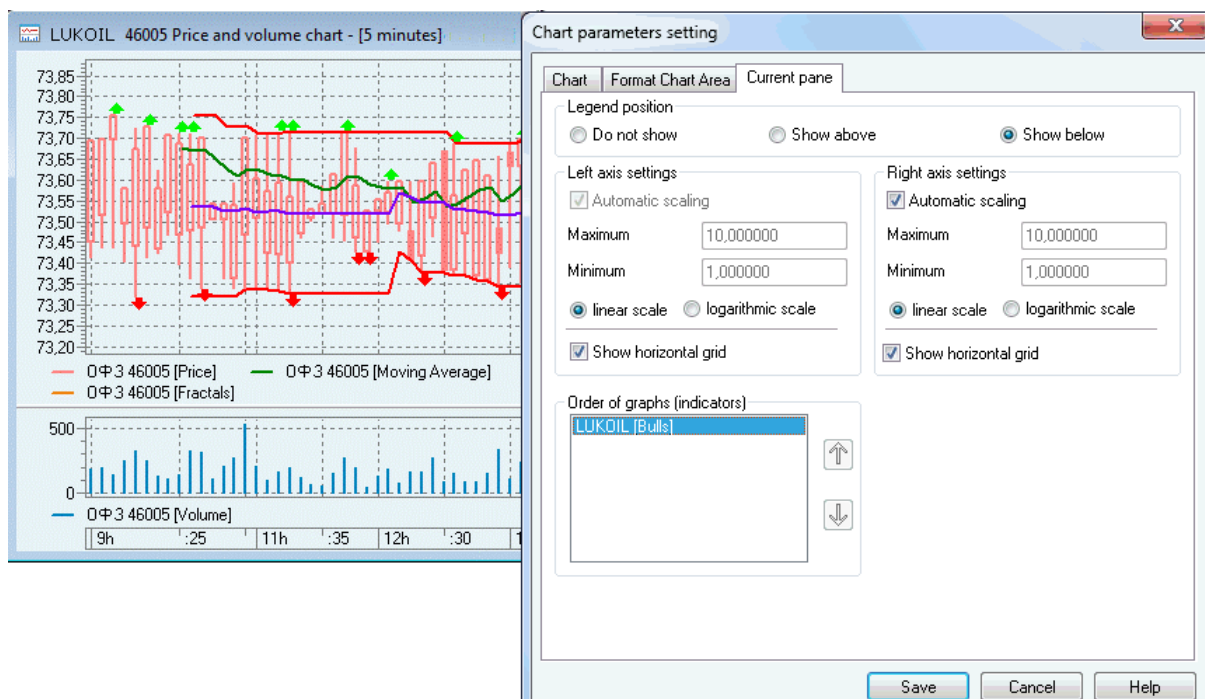 LUKOIL 46005 Price and volume chart - [5 minutes]
73,85
73,80
73,75
73,70
73,65
73,60
73,55
73,50
73,45
73,40
73,35
73,30
73,25
73,20
ОФЗ 46005 [Price] ОФЗ 46005 [Moving Average]
ОФЗ 46005 [Fractals]
500
0
ОФЗ 46005 [Volume]
9h :25 11h :35 12h :30 1
Chart parameters setting
Chart Format Chart Area Current pane
Legend position
Do not show Show above Show below
Left axis settings Right axis settings
Automatic scaling Automatic scaling
Maximum 10,000000 Maximum 10,000000
Minimum 1,000000 Minimum 1,000000
linear scale logarithmic scale linear scale logarithmic scale
Show horizontal grid Show horizontal grid
Order of graphs (indicators)
LUKOIL [Bulls]
Save Cancel Help